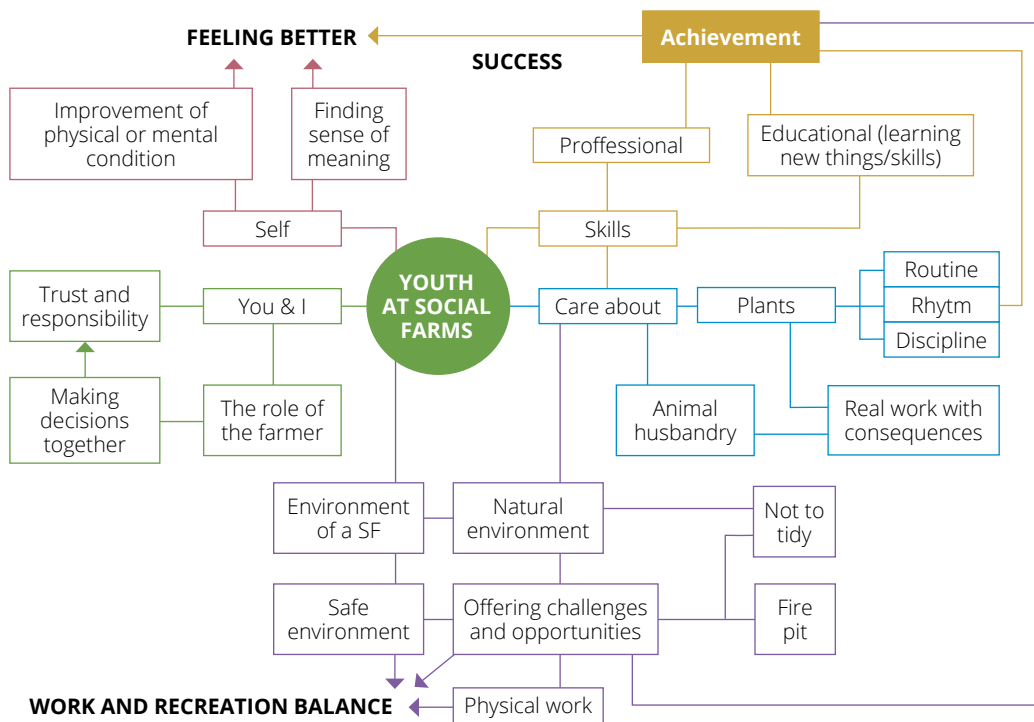 FEELING BETTER
Achievement
SUCCESS
Improvement of
physical or mental
condition
Finding
sense of
meaning
Proffessional
Educational (learning
new things/skills)
Self
Skills
YOUTH
AT SOCIAL
FARMS
Trust and
responsibility
You & I
Care about
Plants
Routine
Rhytm
Discipline
Making
decisions
together
The role of
the farmer
Animal
husbandry
Real work with
consequences
Environment
of a SF
Natural
environment
Not to
tidy
Safe
environment
Offering challenges
and opportunities
Fire
pit
WORK AND RECREATION BALANCE
Physical work